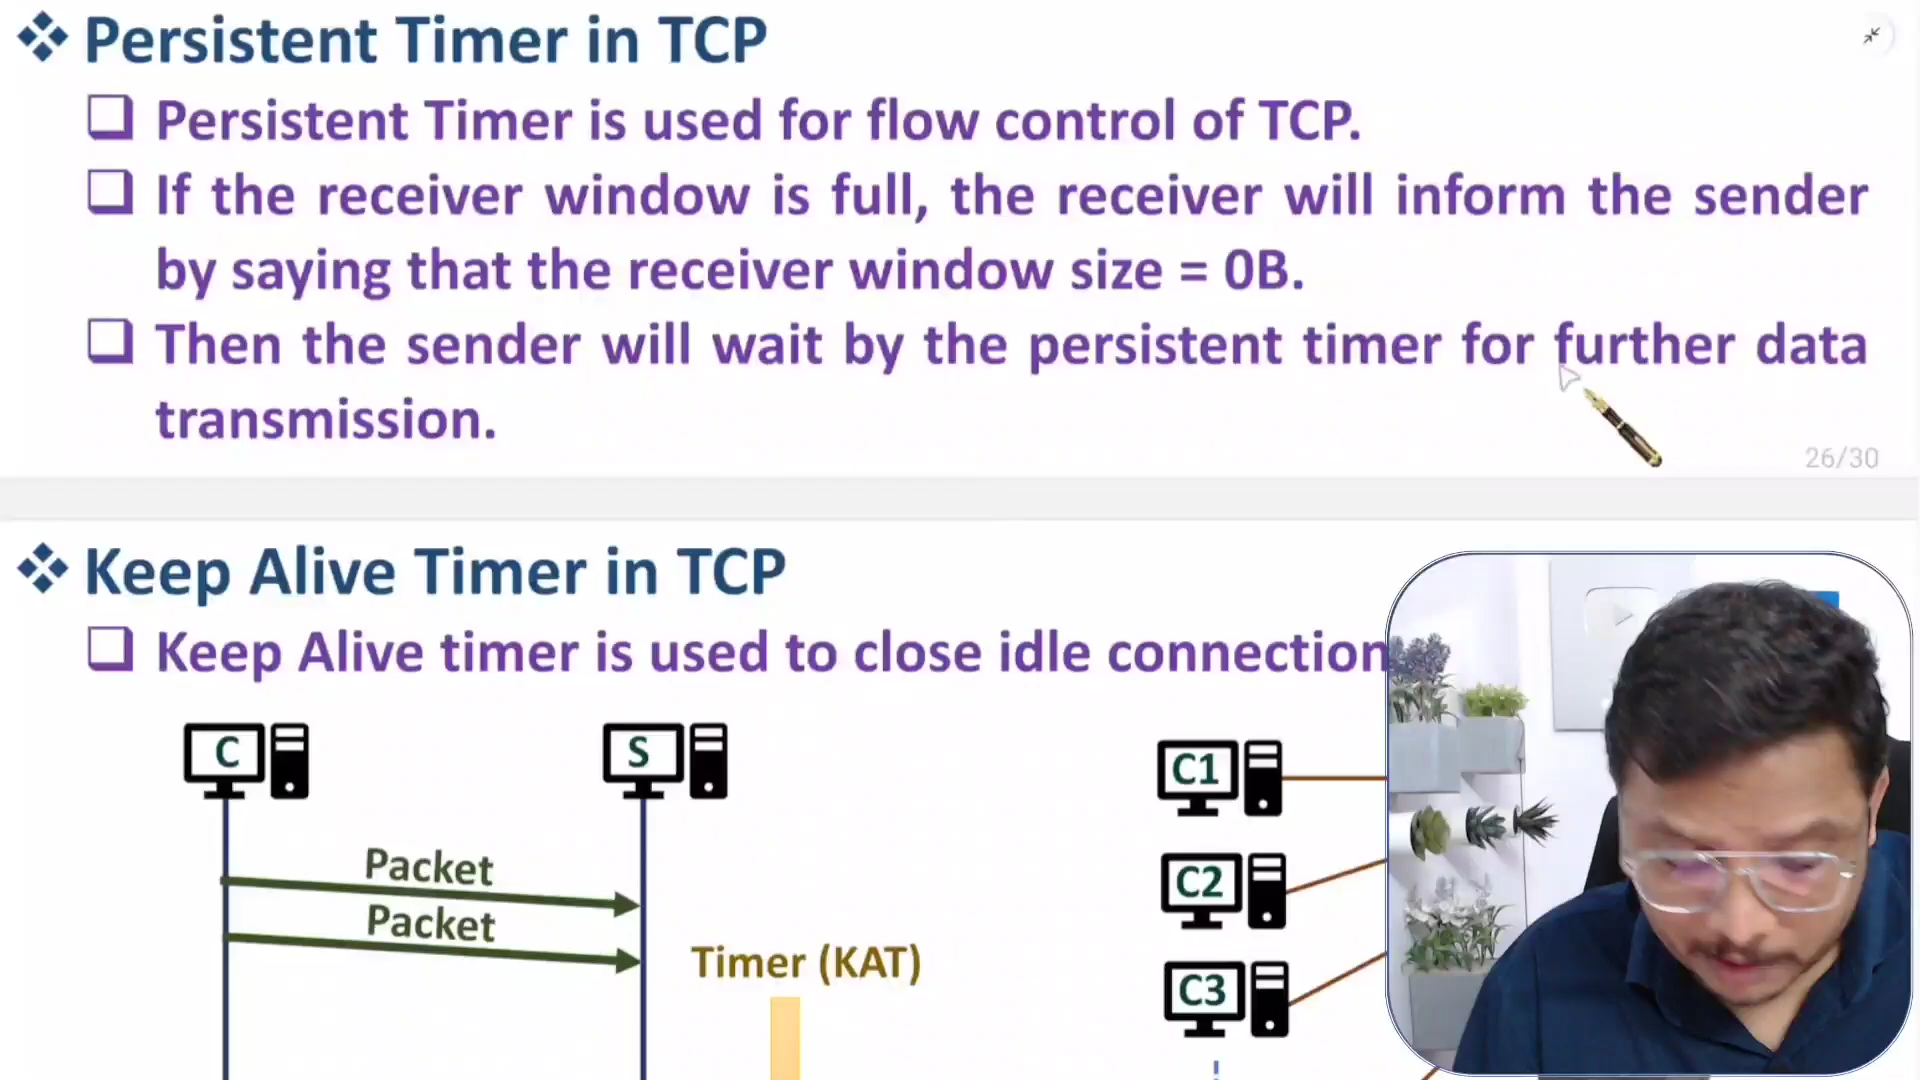 Persistent Timer in TCP
Persistent Timer is used for flow control of TCP.
If the receiver window is full, the receiver will inform the sender
by saying that the receiver window size = 0B.
Then the sender will wait by the persistent timer for further data
transmission.
26/30
Keep Alive Timer in TCP
Keep Alive timer is used to close idle connection
C
S
C1
Packet
C2
Packet
Timer (KAT)
C3